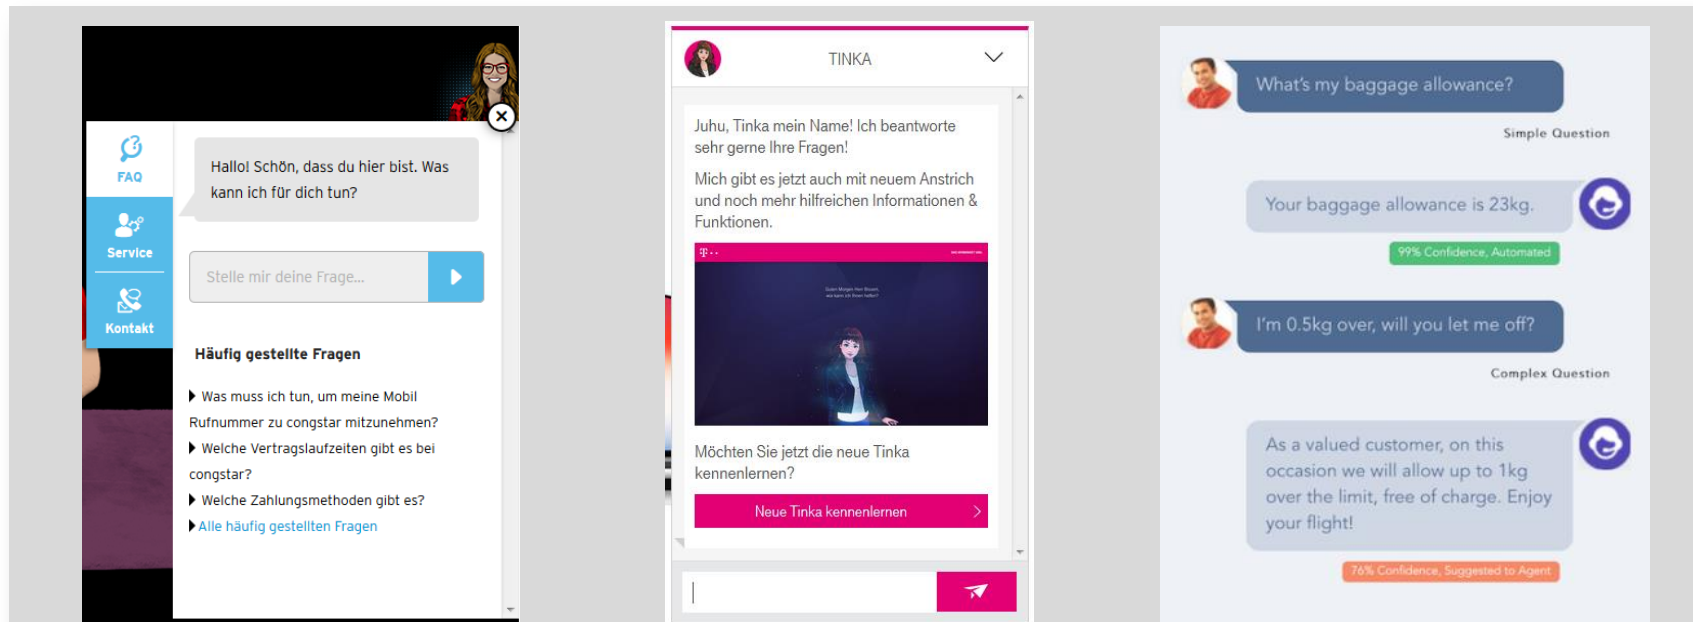 FAQ
Service
Kontakt
Hallo! Schön, dass du hier bist. Was
kann ich für dich tun?
Stelle mir deine Frage...
Häufig gestellte Fragen
Was muss ich tun, um meine Mobil
Rufnummer zu congstar mitzunehmen?
Welche Vertragslaufzeiten gibt es bei
congstar?
Welche Zahlungsmethoden gibt es?
Alle häufig gestellten Fragen
TINKA
Juhu, Tinka mein Name! Ich beantworte
sehr gerne Ihre Fragen!
Mich gibt es jetzt auch mit neuem Anstrich
und noch mehr hilfreichen Informationen &
Funktionen.
Möchten Sie jetzt die neue Tinka
kennenlernen?
Neue Tinka kennenlernen
What's my baggage allowance?
Simple Question
Your baggage allowance is 23kg.
99% Confidence, Automated
I'm 0.5kg over, will you let me off?
Complex Question
As a valued customer, on this
occasion we will allow up to 1kg
over the limit, free of charge. Enjoy
your flight!
76% Confidence, Suggested to Agent